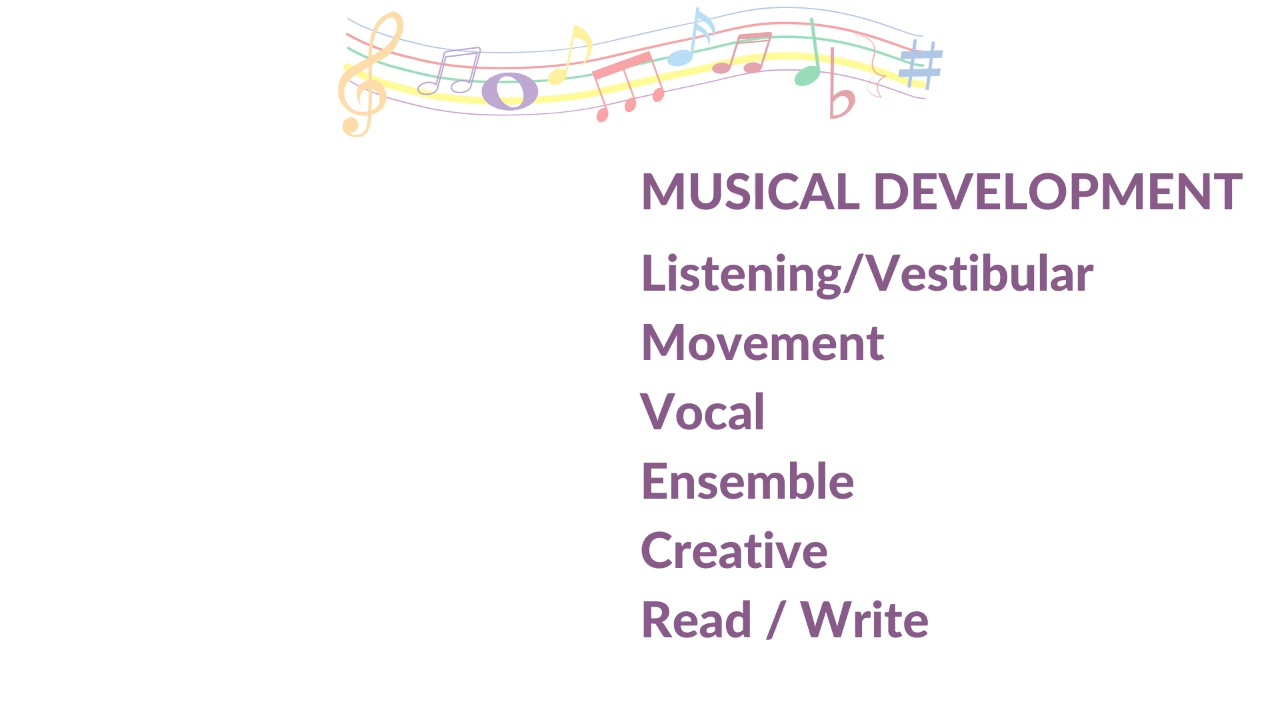 MUSICAL DEVELOPMENT
Listening/Vestibular
Movement
Vocal
Ensemble
Creative
Read / Write